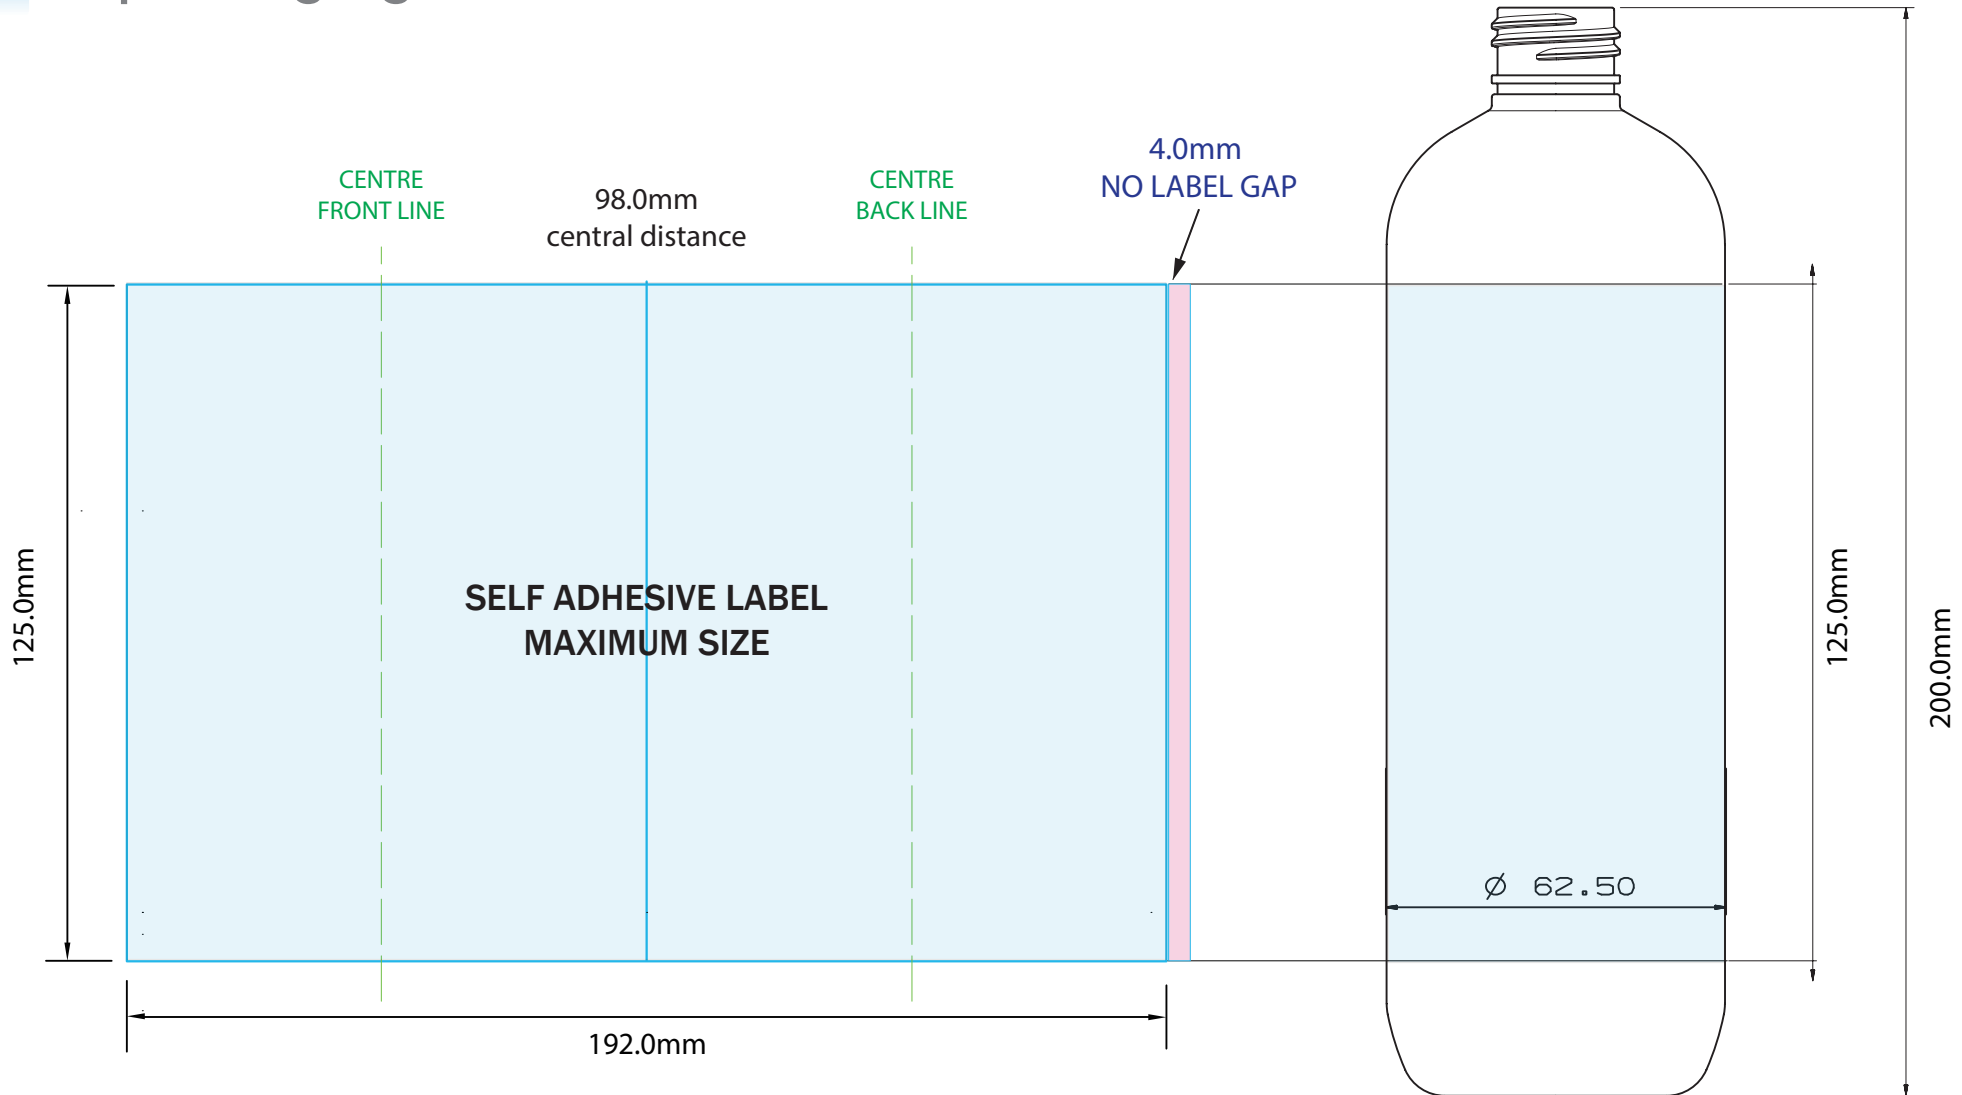 CENTRE
FRONT LINE
98.0mm
central distance
CENTRE
BACK LINE
4.0mm
NO LABEL GAP
125.0mm
SELF ADHESIVE LABEL
MAXIMUM SIZE
192.0mm
Ø 62.50
125.0mm
200.0mm